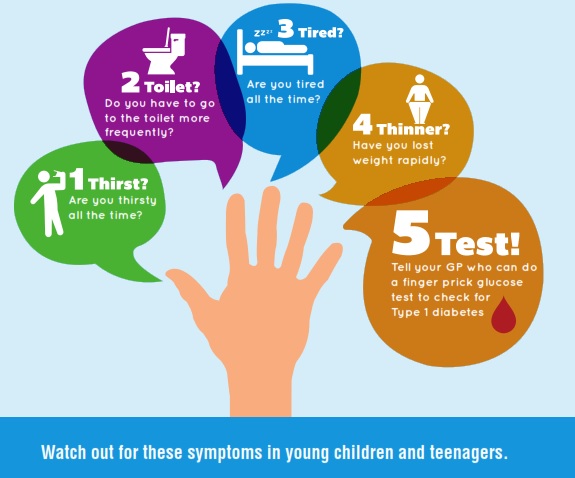 1 Thirst?
Are you thirsty
all the time?
2 Toilet?
Do you have to go
to the toilet more
frequently?
zzzz 3 Tired?
Are you tired
all the time?
4 Thinner?
Have you lost
weight rapidly?
5 Test!
Tell your GP who can do
a finger prick glucose
test to check for
Type 1 diabetes
Watch out for these symptoms in young children and teenagers.